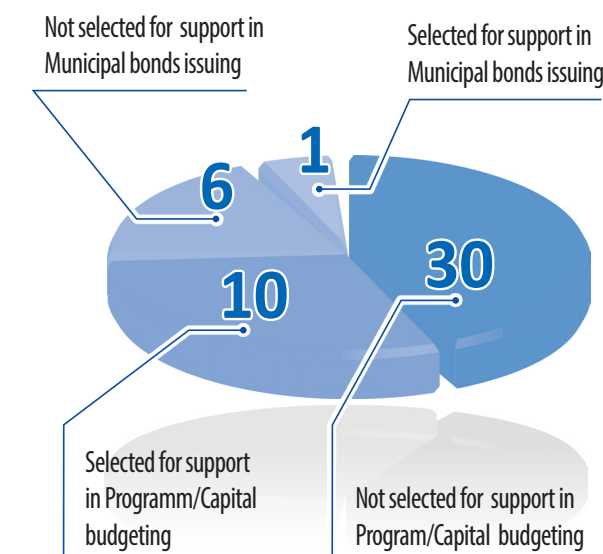 Not selected for support in
Municipal bonds issuing
Selected for support in
Municipal bonds issuing
1
6
30
10
Selected for support
in Programm/Capital
budgeting
Not selected for support in
Program/Capital budgeting